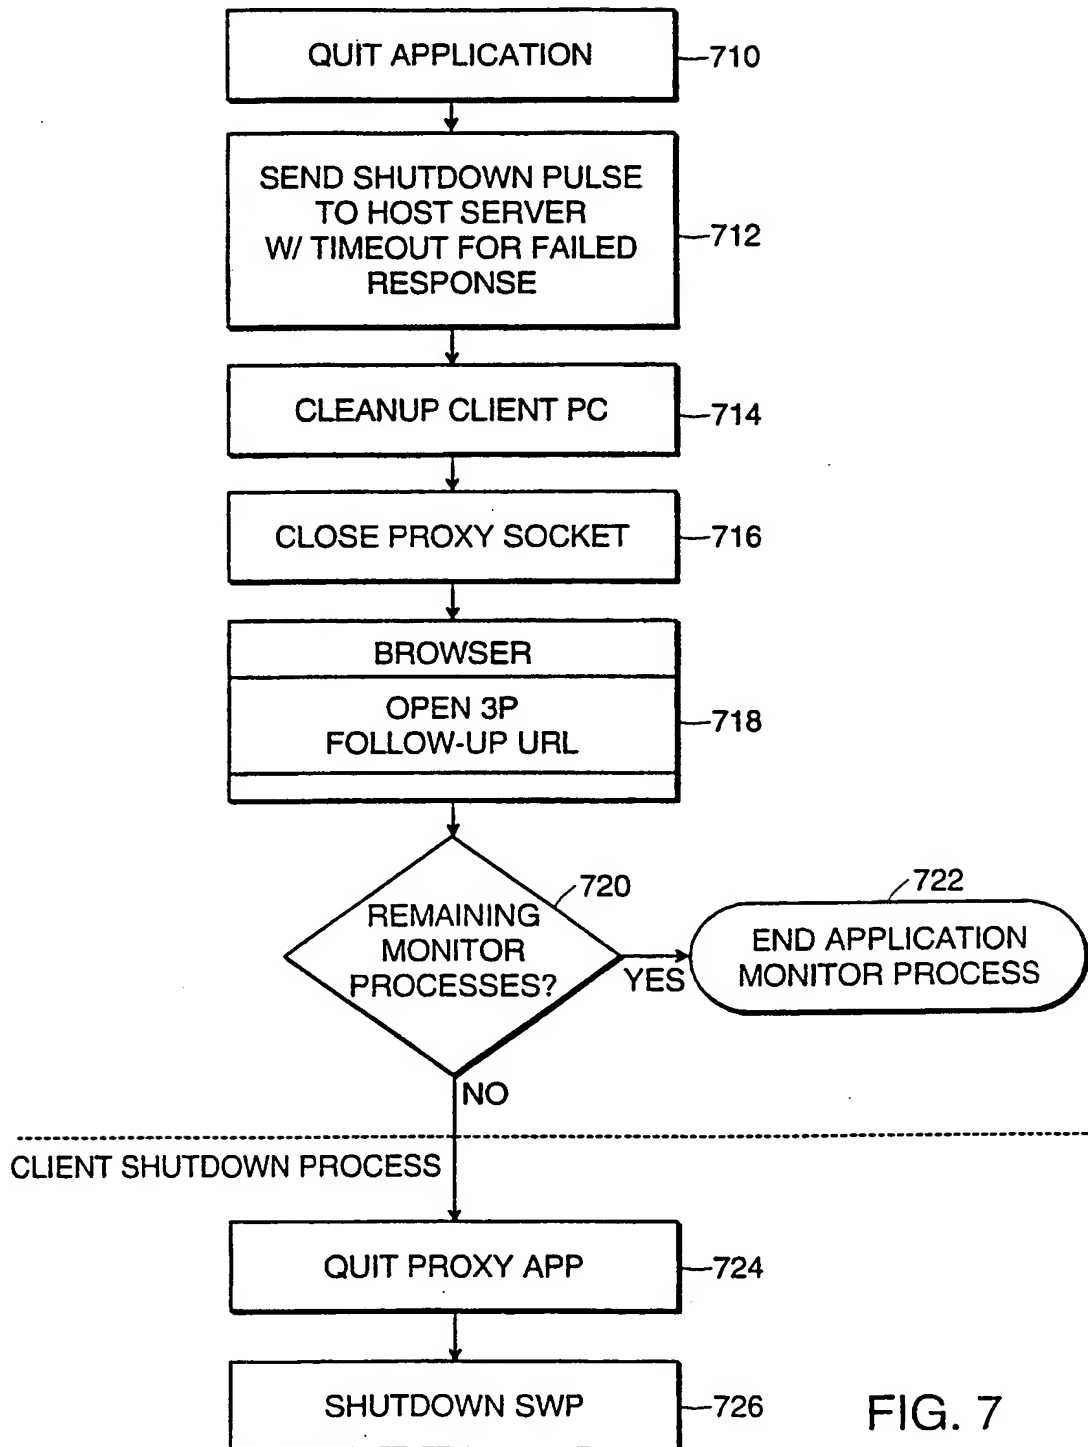 QUIT APPLICATION
710
SEND SHUTDOWN PULSE
TO HOST SERVER
W/ TIMEOUT FOR FAILED
RESPONSE
712
CLEANUP CLIENT PC
714
CLOSE PROXY SOCKET
716
BROWSER
OPEN 3P
FOLLOW-UP URL
718
720
REMAINING
MONITOR
PROCESSES?
YES
722
END APPLICATION
MONITOR PROCESS
NO
CLIENT SHUTDOWN PROCESS
QUIT PROXY APP
724
SHUTDOWN SWP
726
FIG. 7